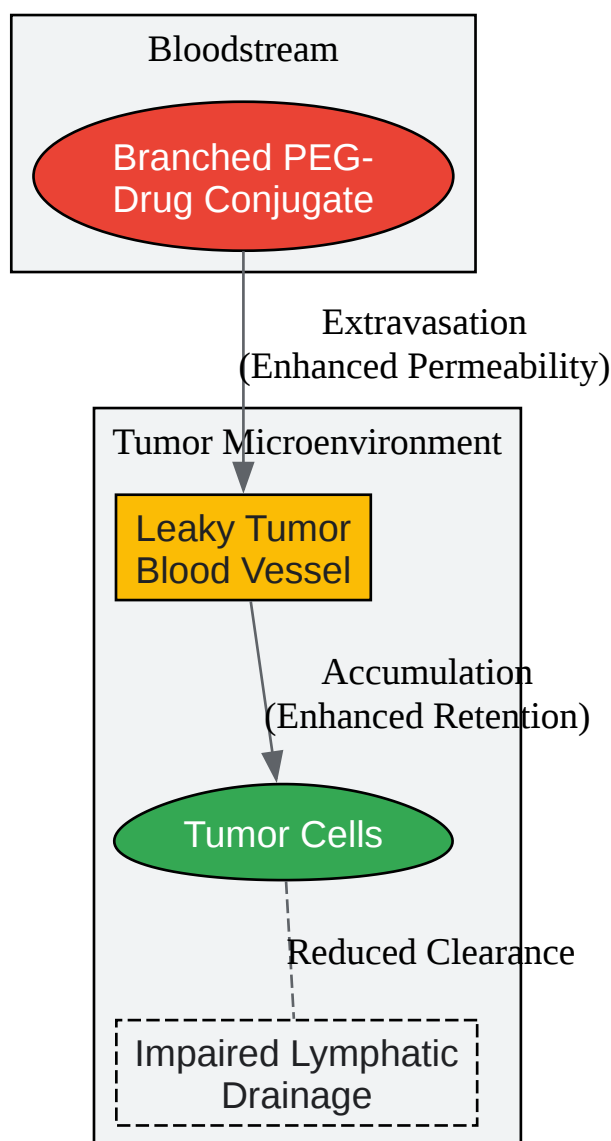 Bloodstream
Branched PEG-
Drug Conjugate
Extravasation
(Enhanced Permeability)
Tumor Microenvironment
Leaky Tumor
Blood Vessel
Accumulation
(Enhanced Retention)
Tumor Cells
Reduced Clearance
Impaired Lymphatic
Drainage